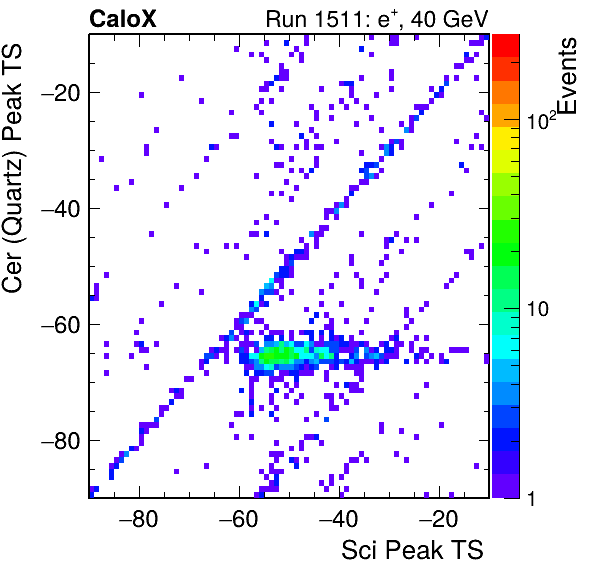 CaloX Run 1511: e⁺, 40 GeV
Cer (Quartz) Peak TS
−20
−40
−60
−80
−80 −60 −40 −20
Sci Peak TS
Events
10²
10
1